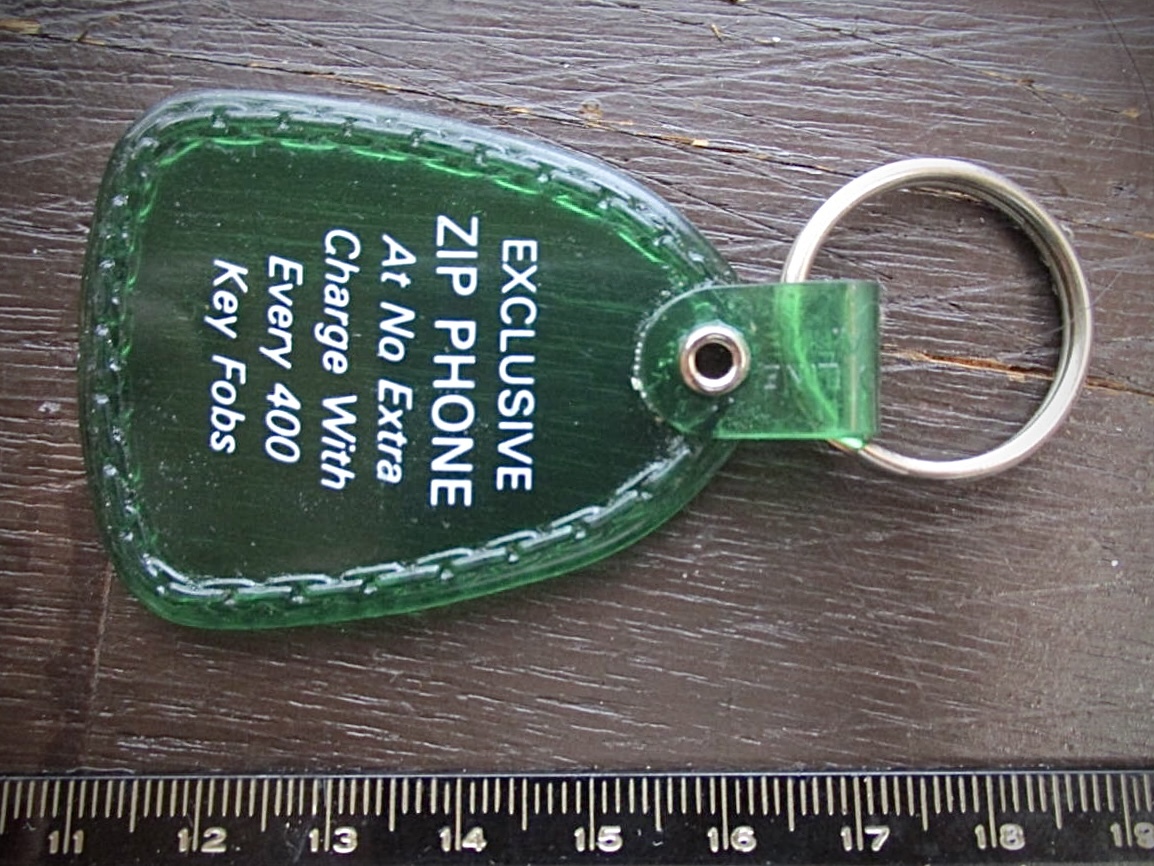 EXCLUSIVE
ZIP PHONE
At No Extra
Charge With
Every 400
Key Fobs
11 12 13 14 15 16 17 18 19